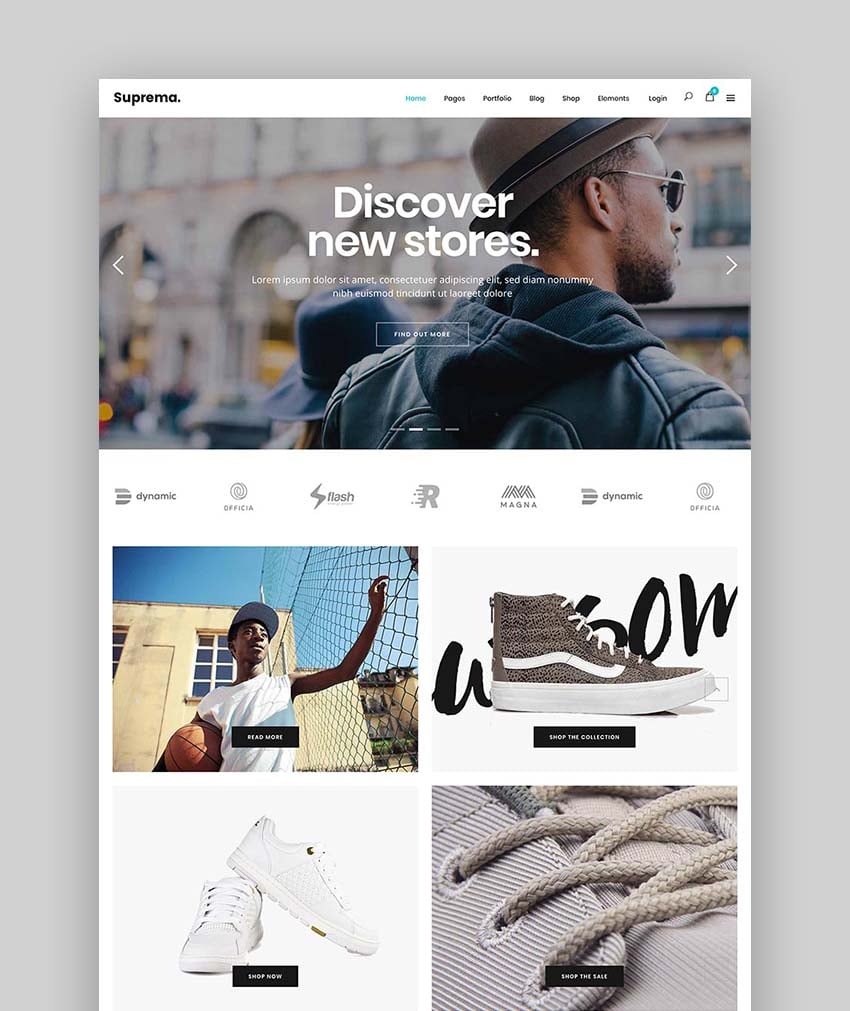 Suprema.
Home Pages Portfolio Blog Shop Elements Login
Discover
new stores.
Lorem ipsum dolor sit amet, consectetuer adipiscing elit, sed diam nonummy
nibh euismod tincidunt ut laoreet dolore
FIND OUT MORE
dynamic OFFICIA flash R MAGNA dynamic OFFICIA
READ MORE
SHOP THE COLLECTION
SHOP NOW
SHOP THE SALE